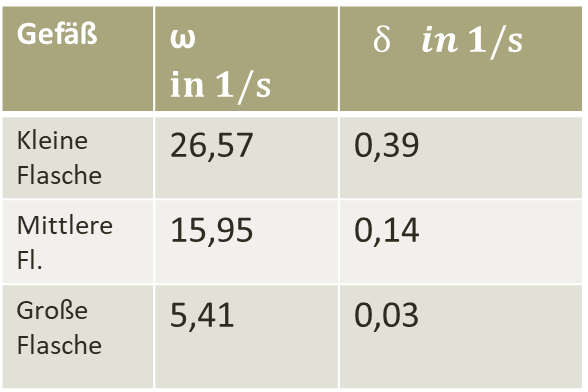 Gefäß ω δ in 1/s
in 1/s
Kleine 26,57 0,39
Flasche
Mittlere 15,95 0,14
Fl.
Große 5,41 0,03
Flasche